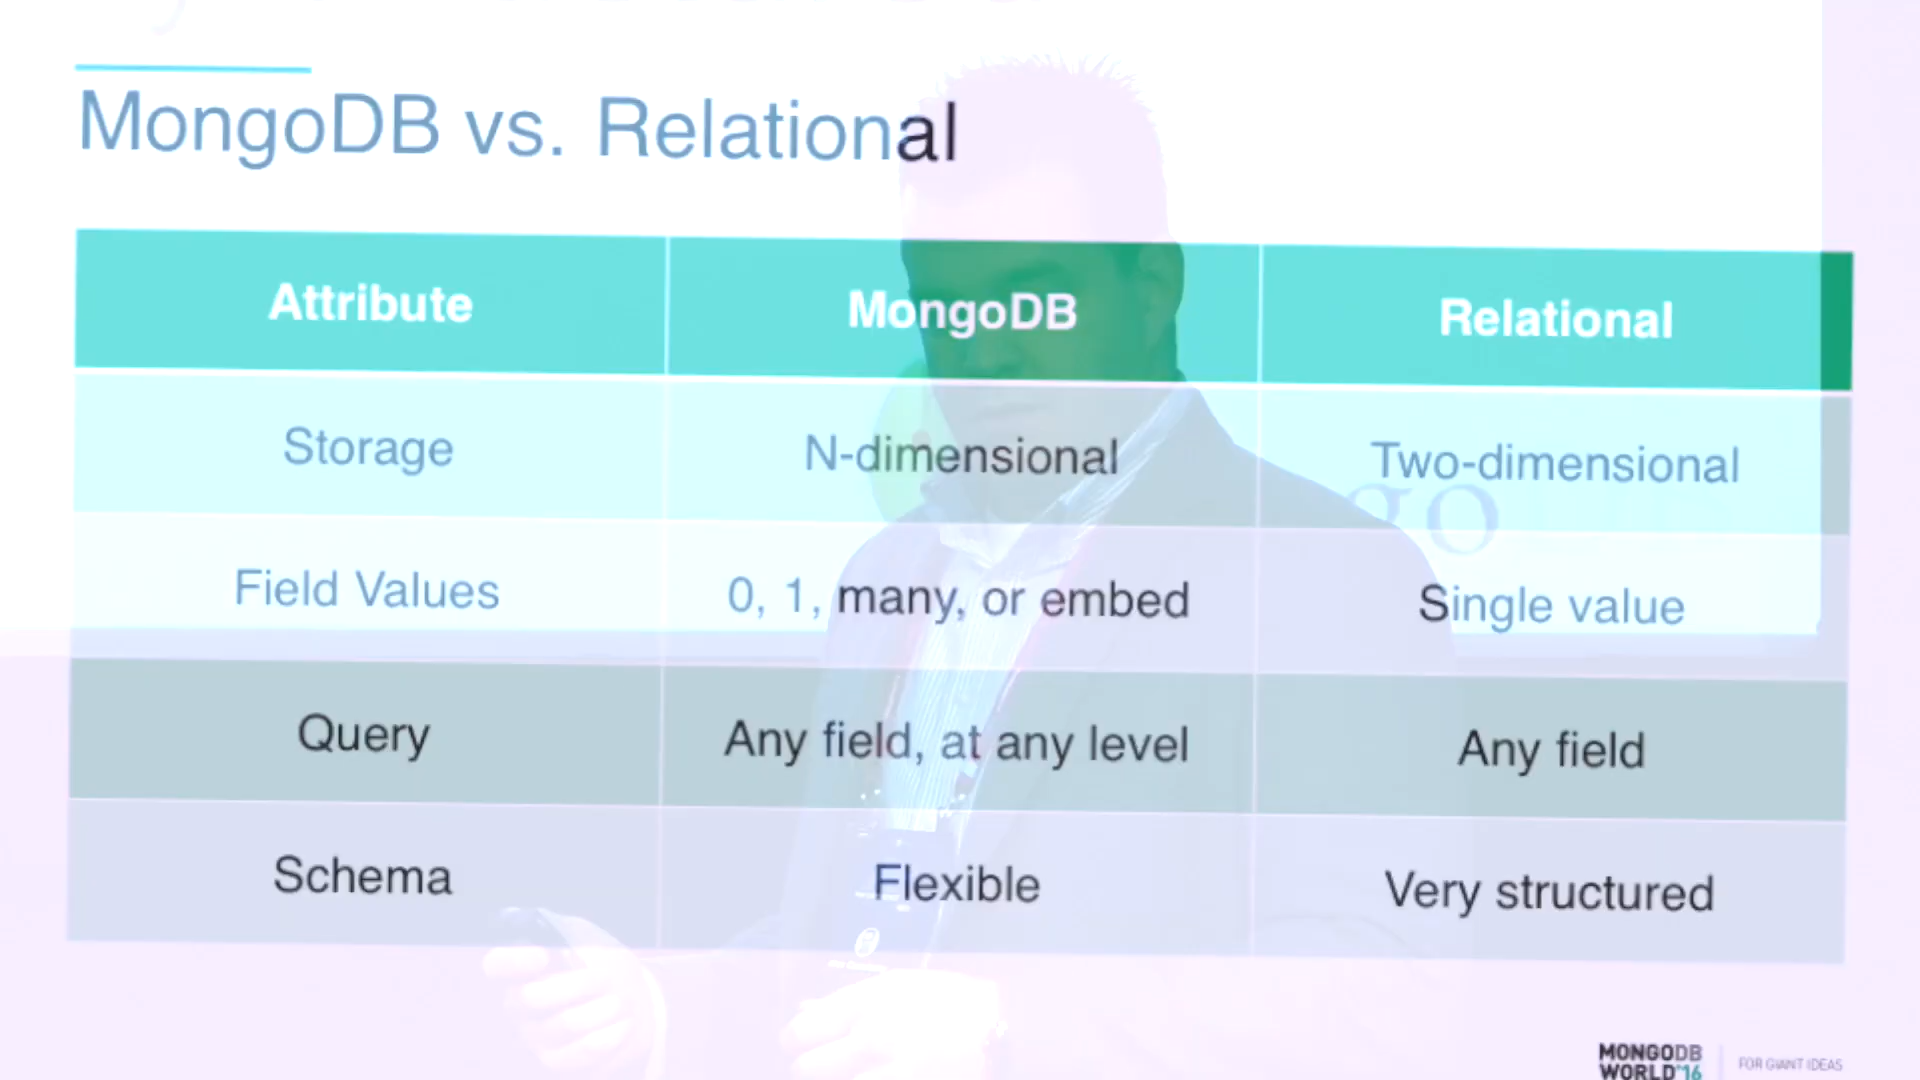 MongoDB vs. Relational
Attribute MongoDB Relational
Storage N-dimensional Two-dimensional
go
Field Values 0, 1, many, or embed Single value
Query Any field, at any level Any field
Schema Flexible Very structured
MONGODB
WORLD'16
FOR GIANT IDEAS